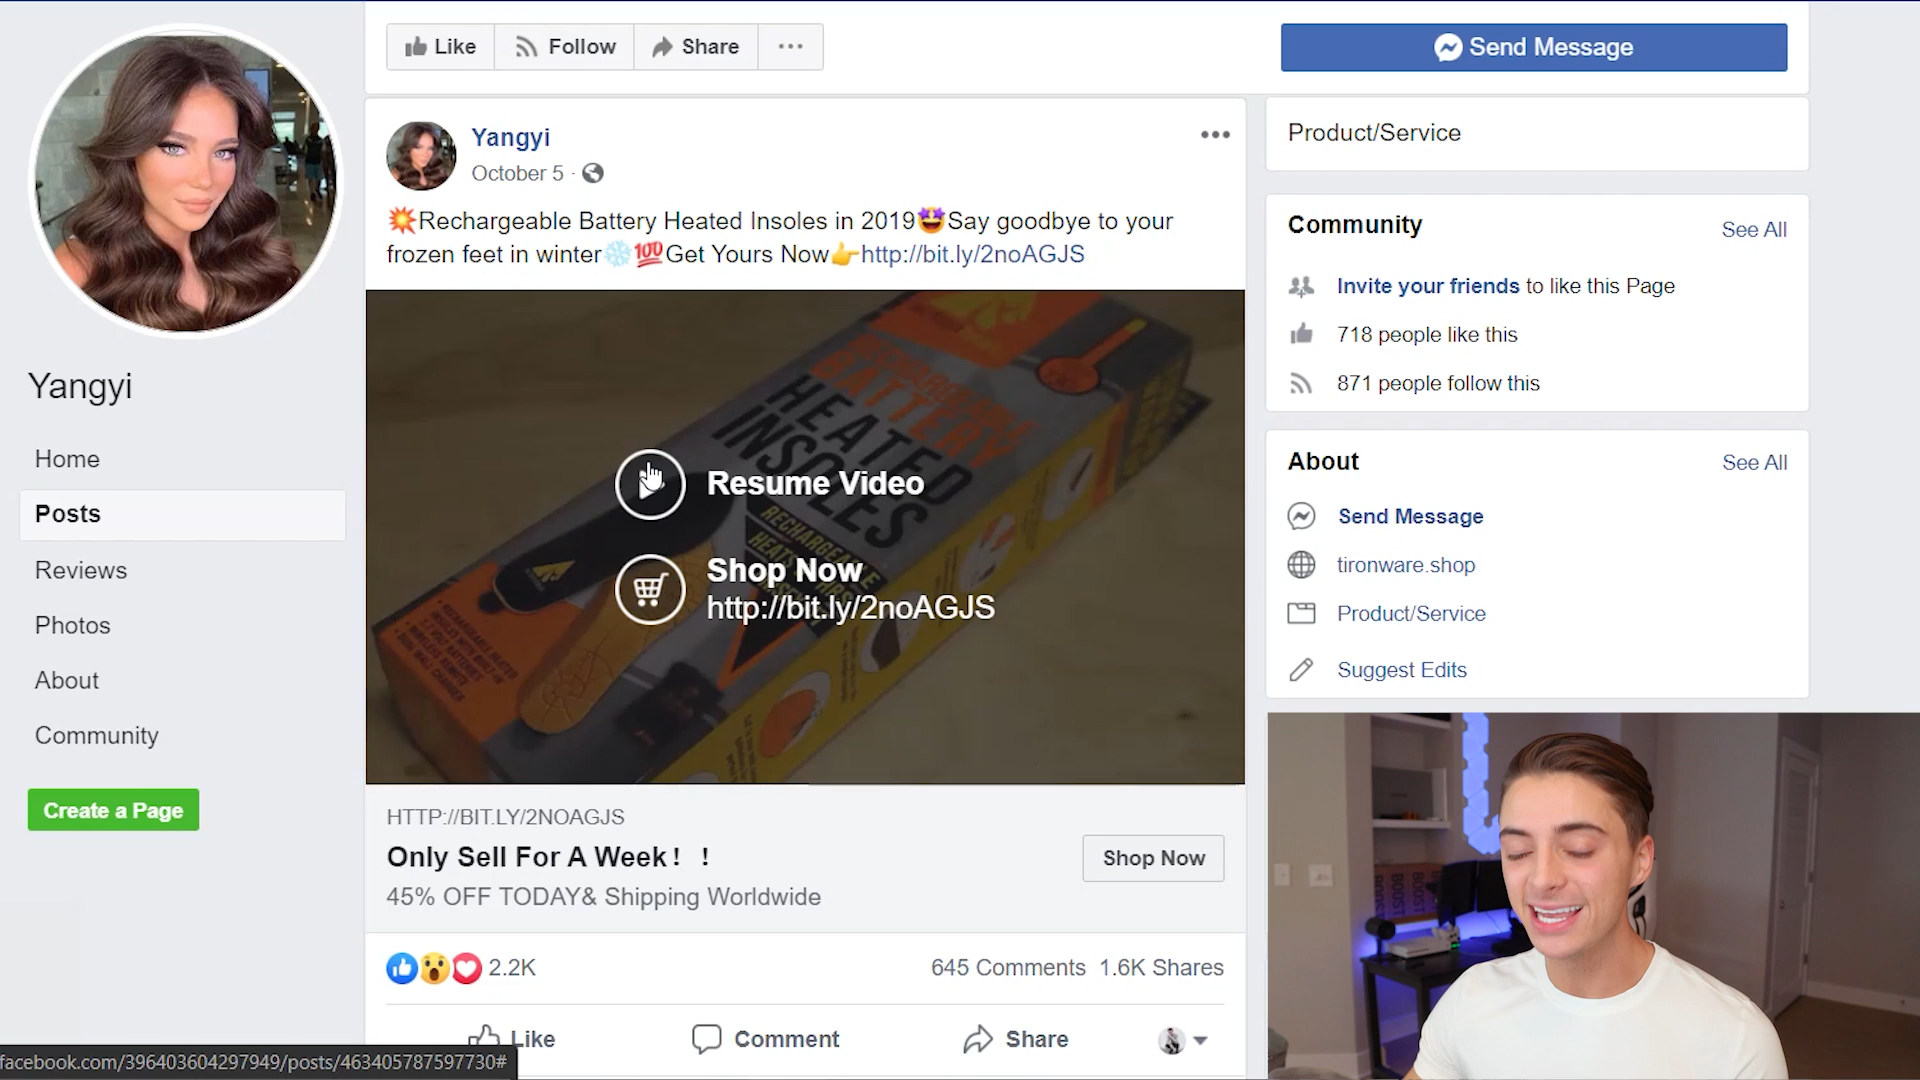 Like
Follow
Share
Send Message
Yangyi
October 5
💥Rechargeable Battery Heated Insoles in 2019🤩Say goodbye to your
frozen feet in winter❄️💯Get Yours Now👉http://bit.ly/2noAGJS
BATTERY
HEATED
INSOLES
Resume Video
Shop Now
http://bit.ly/2noAGJS
HTTP://BIT.LY/2NOAGJS
Only Sell For A Week！！
45% OFF TODAY& Shipping Worldwide
Shop Now
2.2K
645 Comments 1.6K Shares
Like
Comment
Share
Yangyi
Home
Posts
Reviews
Photos
About
Community
Create a Page
Product/Service
Community
See All
Invite your friends to like this Page
718 people like this
871 people follow this
About
See All
Send Message
tironware.shop
Product/Service
Suggest Edits
facebook.com/396403604297949/posts/463405787597730#